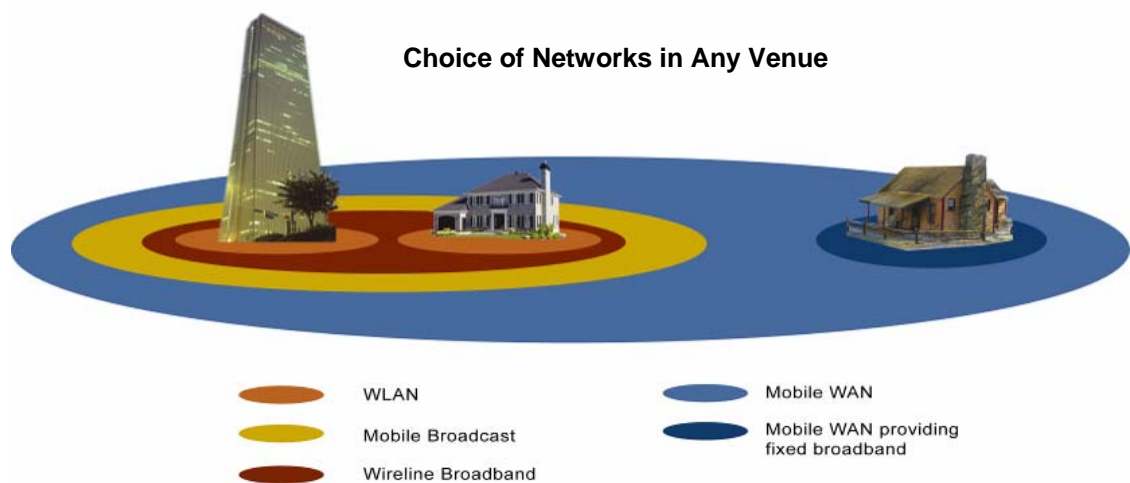 Choice of Networks in Any Venue
WLAN
Mobile Broadcast
Wireline Broadband
Mobile WAN
Mobile WAN providing
fixed broadband